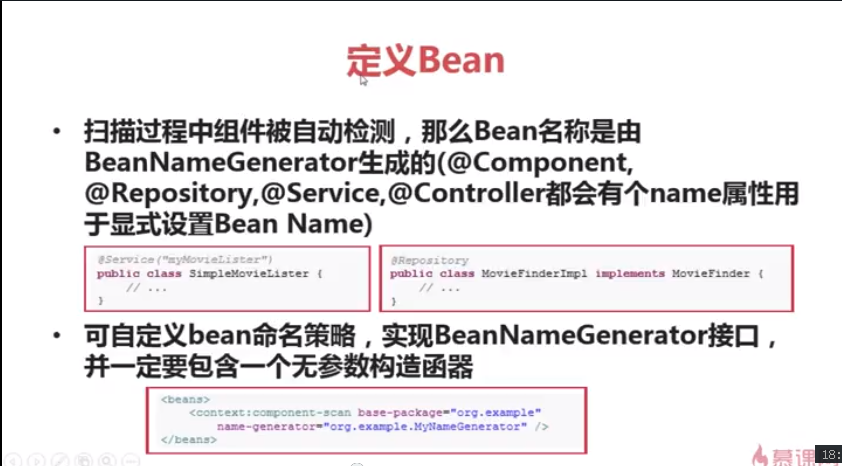 定义Bean
• 扫描过程中组件被自动检测，那么Bean名称是由
BeanNameGenerator生成的(@Component,
@Repository,@Service,@Controller都会有个name属性用
于显式设置Bean Name)
@Service("myMovieLister")
public class SimpleMovieLister {
// ...
}
@Repository
public class MovieFinderImpl implements MovieFinder {
// ...
}
• 可自定义bean命名策略，实现BeanNameGenerator接口，
并一定要包含一个无参数构造函器
<beans>
<context:component-scan base-package="org.example"
name-generator="org.example.MyNameGenerator" />
</beans>
18: